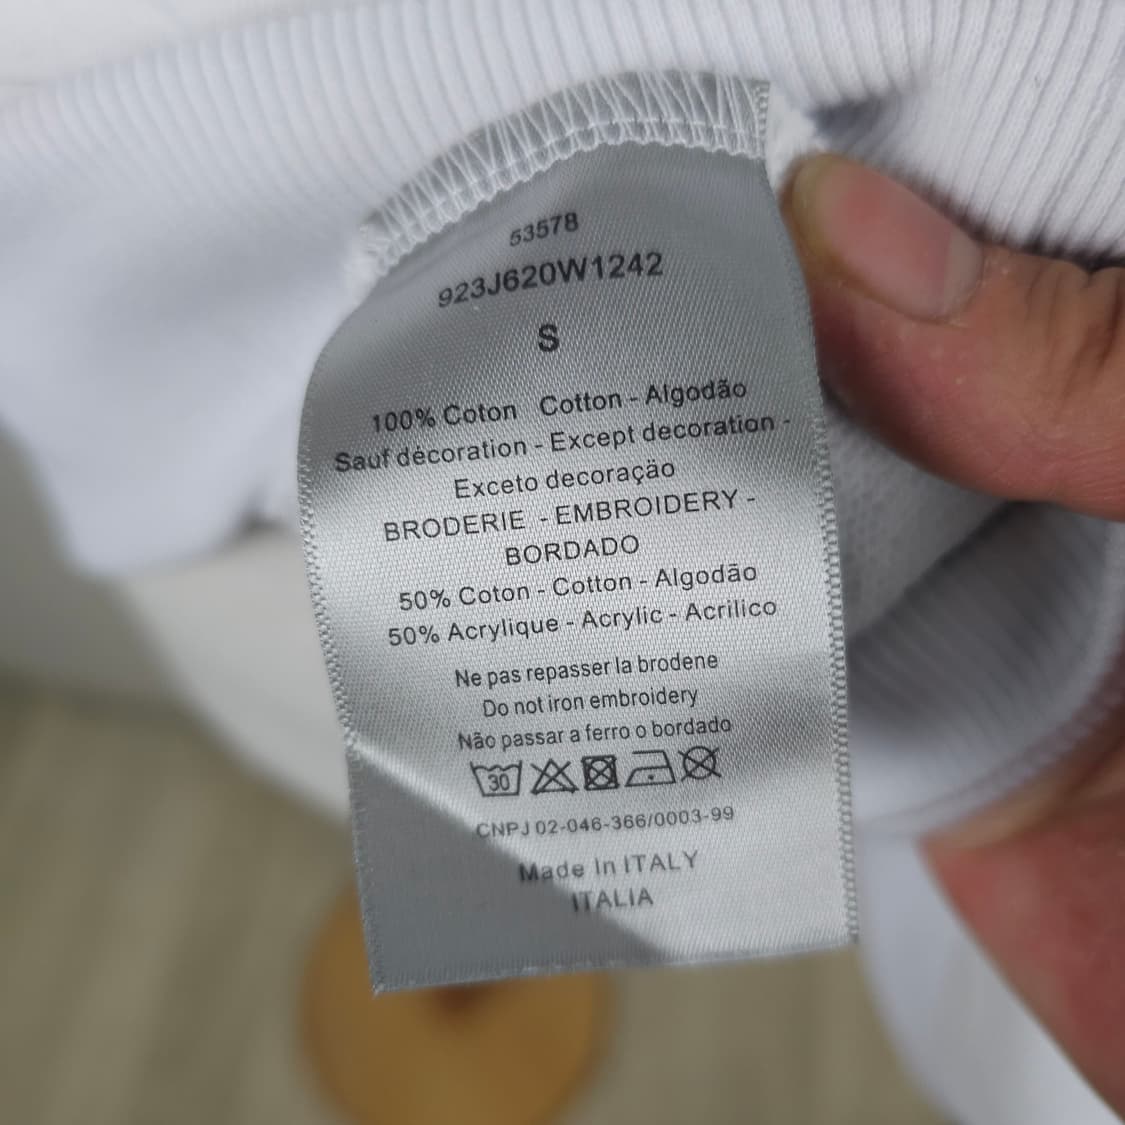 53578
923J620W1242
S
100% Coton Cotton - Algodão
Sauf décoration - Except decoration -
Exceto decoração
BRODERIE - EMBROIDERY -
BORDADO
50% Coton - Cotton - Algodão
50% Acrylique - Acrylic - Acrilico
Ne pas repasser la brodene
Do not iron embroidery
Não passar a ferro o bordado
30
CNPJ 02-046-366/0003-99
Made In ITALY
ITALIA